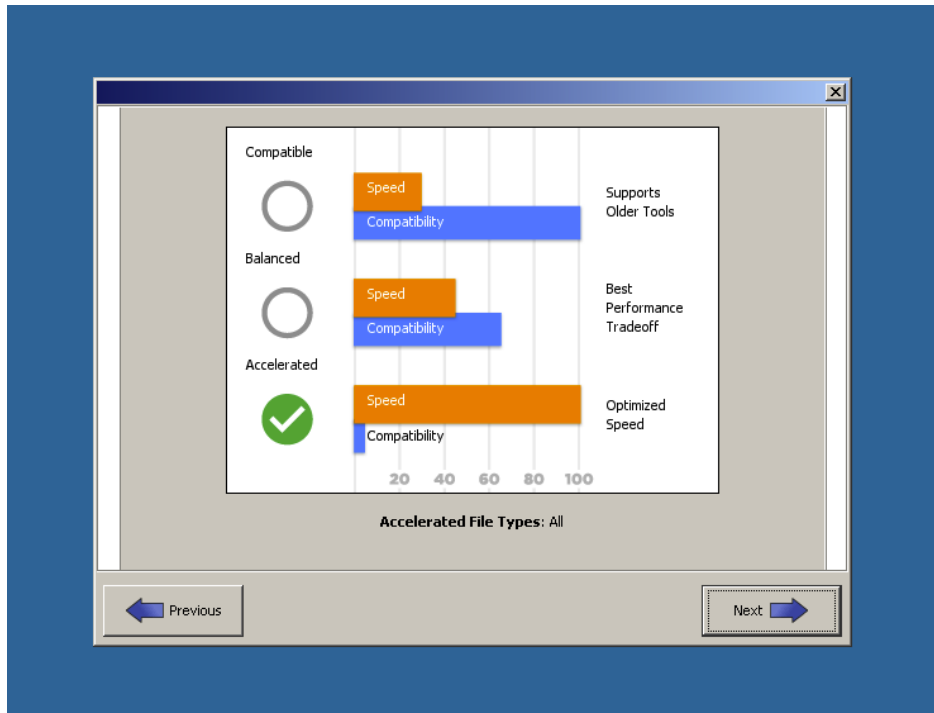 Compatible
Speed
Compatibility
Supports
Older Tools
Balanced
Speed
Compatibility
Best
Performance
Tradeoff
Accelerated
Speed
Compatibility
Optimized
Speed
20 40 60 80 100
Accelerated File Types: All
Previous
Next